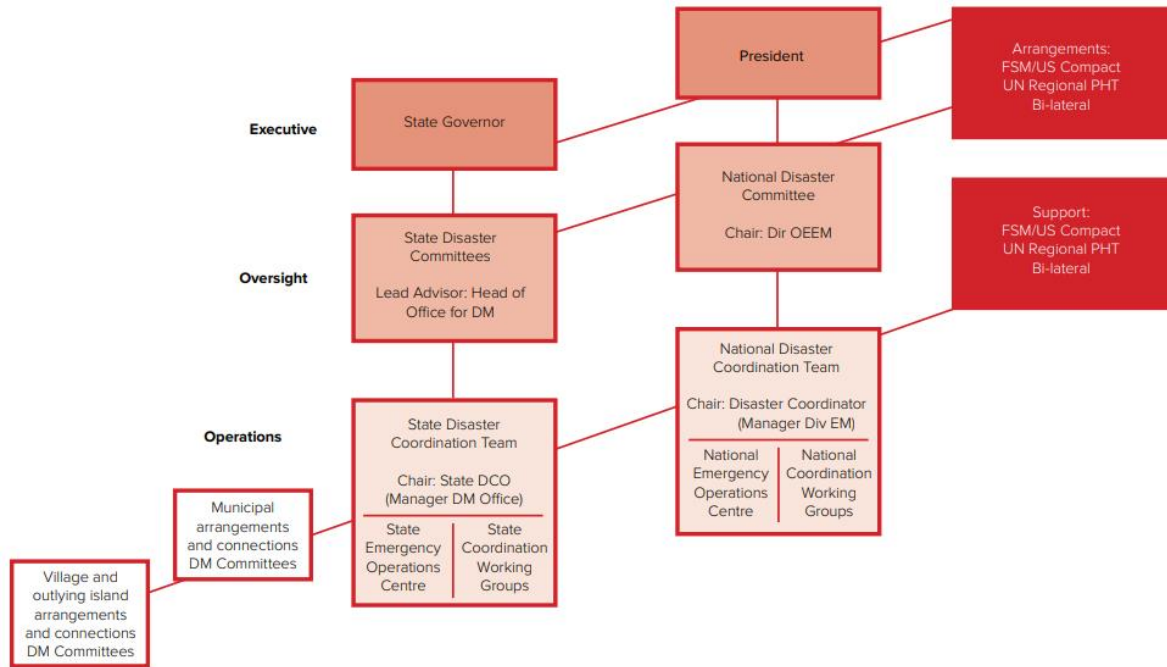 President
Arrangements:
FSM/US Compact
UN Regional PHT
Bi-lateral
Executive
State Governor
National Disaster
Committee
Chair: Dir OEEM
Support:
FSM/US Compact
UN Regional PHT
Bi-lateral
Oversight
State Disaster
Committees
Lead Advisor: Head of
Office for DM
National Disaster
Coordination Team
Chair: Disaster Coordinator
(Manager Div EM)
National
Emergency
Operations
Centre
National
Coordination
Working
Groups
Operations
State Disaster
Coordination Team
Chair: State DCO
(Manager DM Office)
State
Emergency
Operations
Centre
State
Coordination
Working
Groups
Municipal
arrangements
and connections
DM Committees
Village and
outlying island
arrangements
and connections
DM Committees